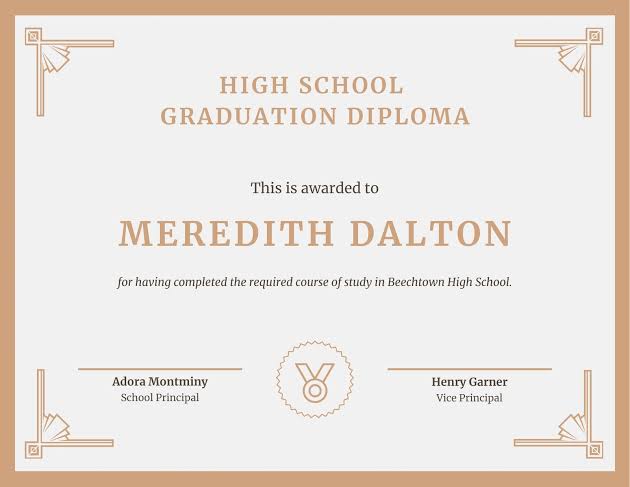 HIGH SCHOOL
GRADUATION DIPLOMA
This is awarded to
MEREDITH DALTON
for having completed the required course of study in Beechtown High School.
Adora Montminy
School Principal
Henry Garner
Vice Principal